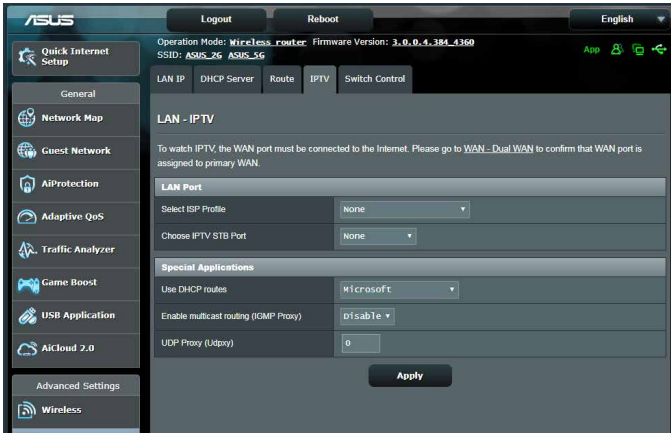 ASUS
Logout
Reboot
English
Quick Internet
Setup
Operation Mode: Wireless router Firmware Version: 3.0.0.4.384_4360
SSID: ASUS_2G ASUS_5G
App
General
LAN IP
DHCP Server
Route
IPTV
Switch Control
Network Map
Guest Network
AiProtection
Adaptive QoS
Traffic Analyzer
Game Boost
USB Application
AiCloud 2.0
Advanced Settings
Wireless
LAN - IPTV
To watch IPTV, the WAN port must be connected to the Internet. Please go to WAN - Dual WAN to confirm that WAN port is
assigned to primary WAN.
LAN Port
Select ISP Profile
None
Choose IPTV STB Port
None
Special Applications
Use DHCP routes
Microsoft
Enable multicast routing (IGMP Proxy)
Disable
UDP Proxy (Udpxy)
0
Apply